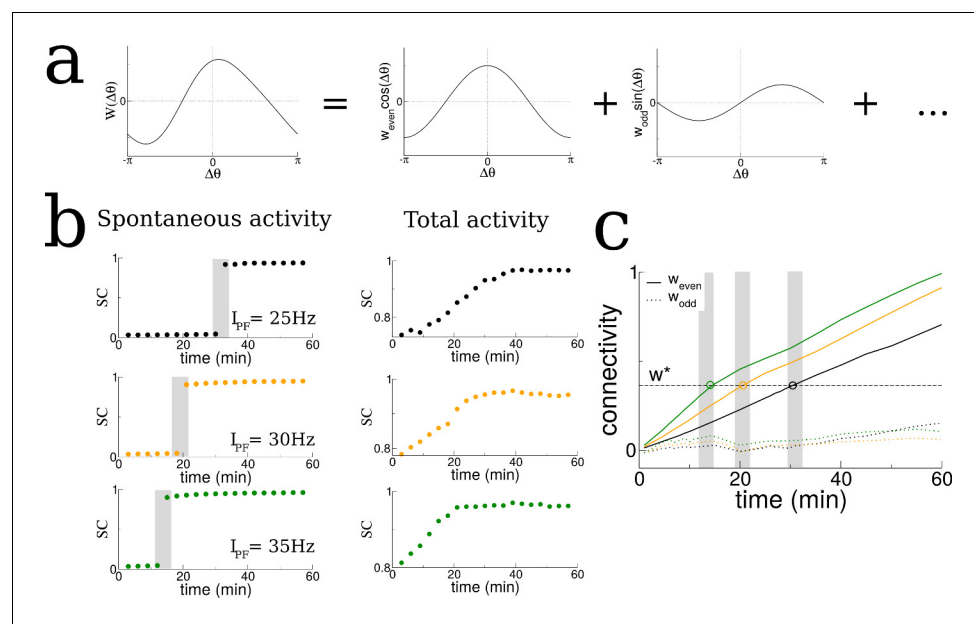 a
W(Δθ)
0
-π
0
π
Δθ
=
w_even cos(Δθ)
0
-π
0
π
Δθ
+
w_odd sin(Δθ)
0
-π
0
π
Δθ
+
...
b
Spontaneous activity
Total activity
1
SC
0
0
20
40
60
I_PF = 25Hz
time (min)
1
SC
0.8
0
20
40
60
time (min)
1
SC
0
0
20
40
60
I_PF = 30Hz
time (min)
1
SC
0.8
0
20
40
60
time (min)
1
SC
0
0
20
40
60
I_PF = 35Hz
time (min)
1
SC
0.8
0
20
40
60
time (min)
c
1
w_even
w_odd
connectivity
w*
0
0
20
40
60
time (min)